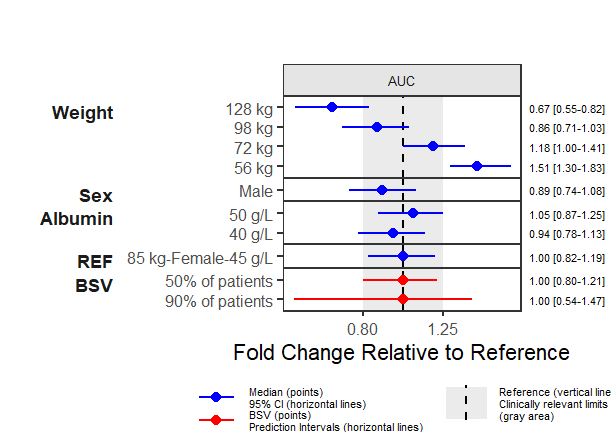 AUC
Weight
128 kg 0.67 [0.55-0.82]
98 kg 0.86 [0.71-1.03]
72 kg 1.18 [1.00-1.41]
56 kg 1.51 [1.30-1.83]
Sex
Male 0.89 [0.74-1.08]
Albumin
50 g/L 1.05 [0.87-1.25]
40 g/L 0.94 [0.78-1.13]
REF 85 kg-Female-45 g/L 1.00 [0.82-1.19]
BSV
50% of patients 1.00 [0.80-1.21]
90% of patients 1.00 [0.54-1.47]
0.80 1.25
Fold Change Relative to Reference
Median (points)
95% CI (horizontal lines)
BSV (points)
Prediction Intervals (horizontal lines)
Reference (vertical line
Clinically relevant limits
(gray area)